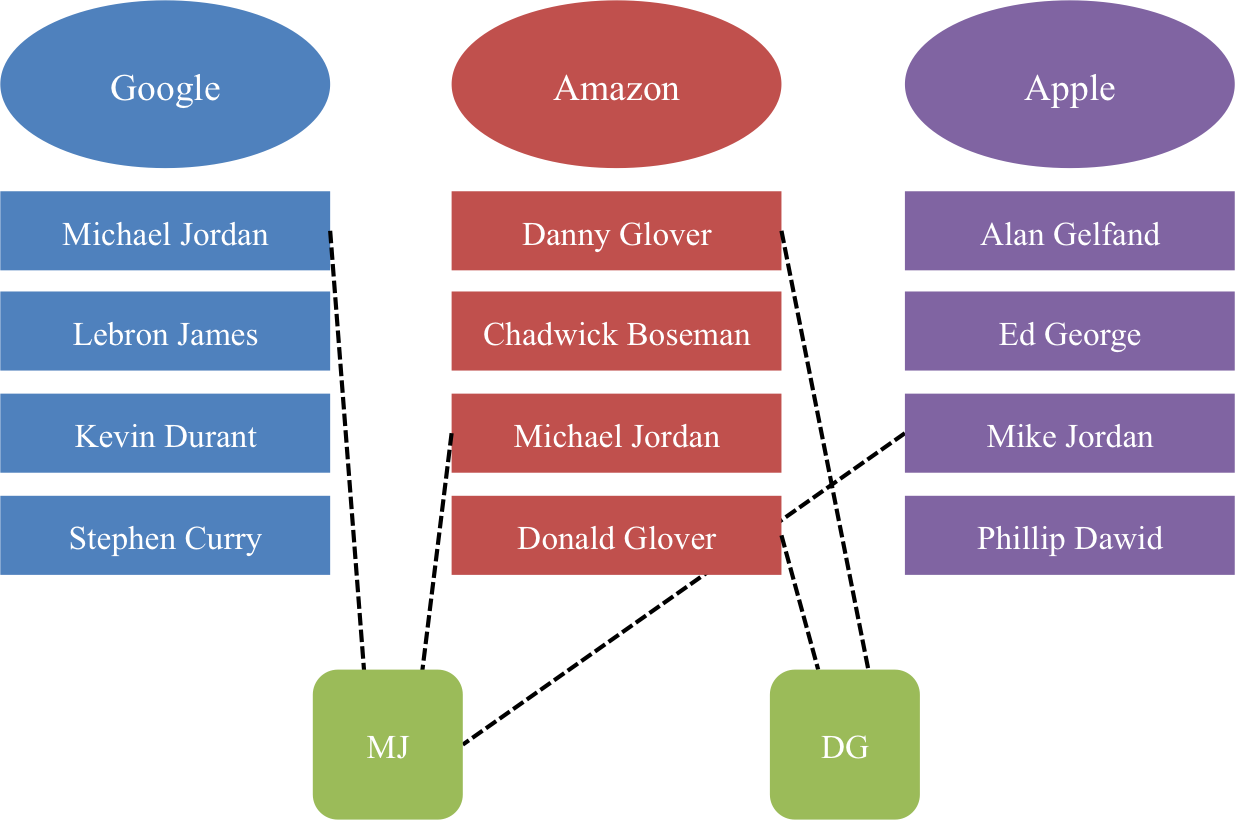 Google
Amazon
Apple
Michael Jordan
Danny Glover
Alan Gelfand
Lebron James
Chadwick Boseman
Ed George
Kevin Durant
Michael Jordan
Mike Jordan
Stephen Curry
Donald Glover
Phillip Dawid
MJ
DG